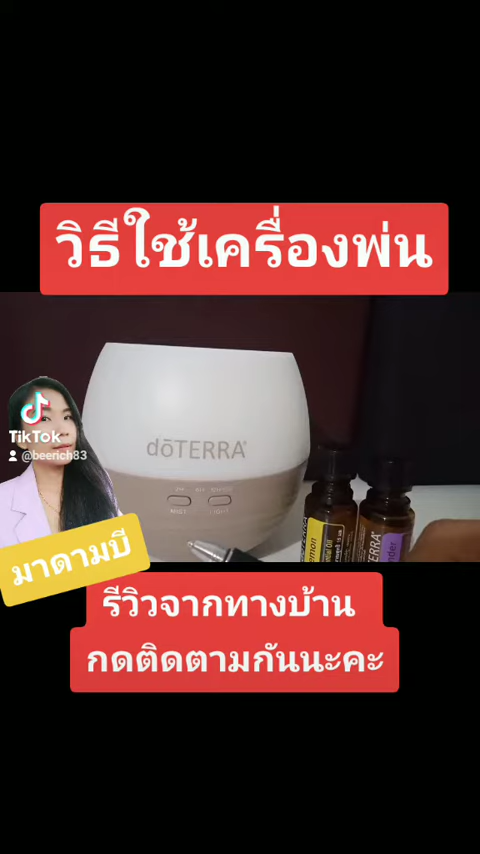 วิธีใช้เครื่องพ่น
dōTERRA
TikTok
@beerich83
MIST
LIGHT
มาดามบี
รีวิวจากทางบ้าน
กดติดตามกันนะคะ